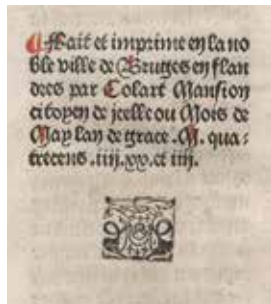 Fait et imprime en la no
ble ville de Bruges en flan
dres par Colart Mansion
citoyen de icelle ou Mois de
May lan de grace .M. qua-
trecens .iiij.xx.et iiij.